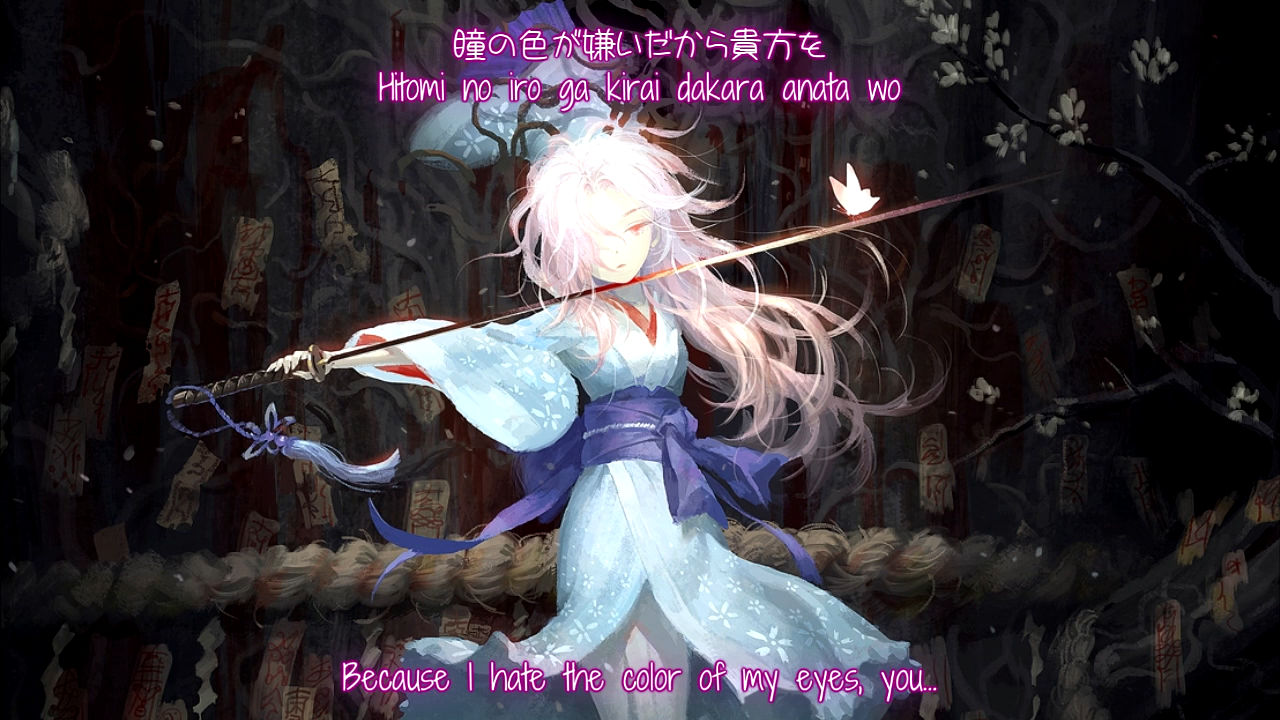 瞳の色が嫌いだから貴方を
Hitomi no iro ga kirai dakara anata wo
Because I hate the color of my eyes, you...